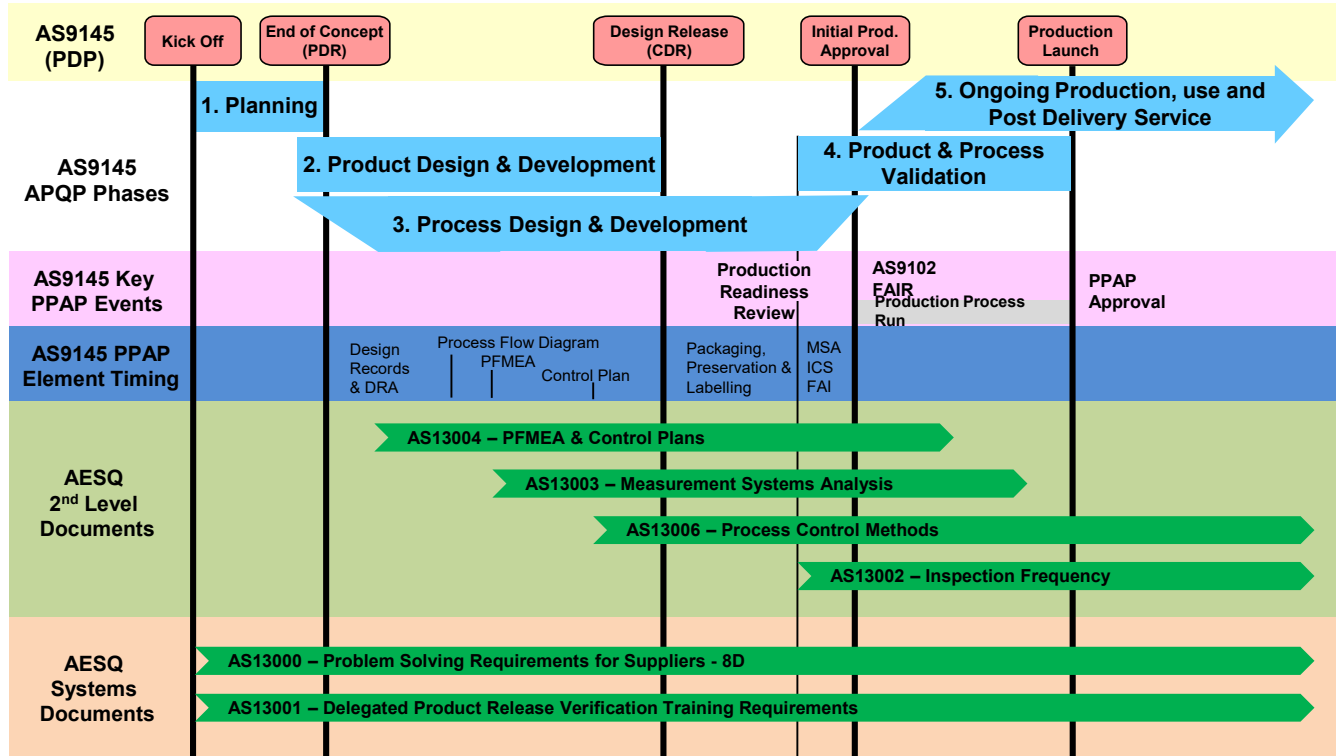 AS9145
(PDP)
Kick Off
End of Concept
(PDR)
Design Release
(CDR)
Initial Prod.
Approval
Production
Launch
AS9145
APQP Phases
1. Planning
5. Ongoing Production, use and
Post Delivery Service
2. Product Design & Development
4. Product & Process
Validation
3. Process Design & Development
AS9145 Key
PPAP Events
Production
Readiness
Review
AS9102
FAIR
Production Process
Run
PPAP
Approval
AS9145 PPAP
Element Timing
Design
Records
& DRA
Process Flow Diagram
PFMEA
Control Plan
Packaging,
Preservation &
Labelling
MSA
ICS
FAI
AESQ
2nd Level
Documents
AS13004 – PFMEA & Control Plans
AS13003 – Measurement Systems Analysis
AS13006 – Process Control Methods
AS13002 – Inspection Frequency
AESQ
Systems
Documents
AS13000 – Problem Solving Requirements for Suppliers - 8D
AS13001 – Delegated Product Release Verification Training Requirements